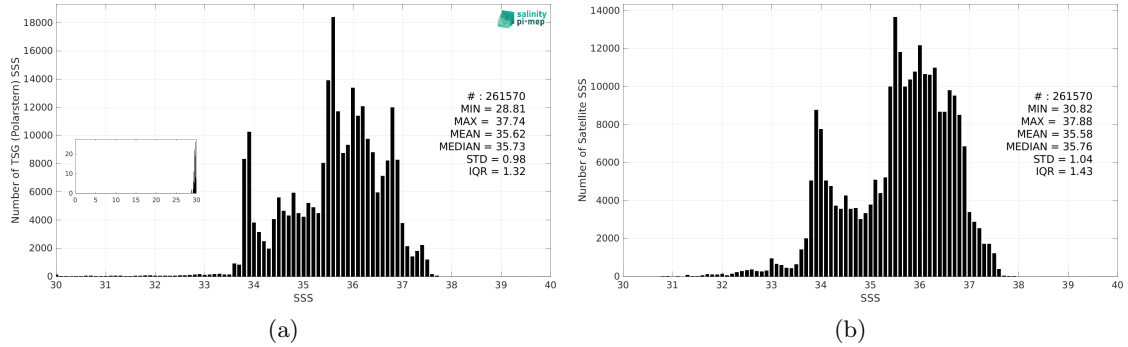 salinity
pi-mep
Number of TSG (Polarstern) SSS
18000
16000
14000
12000
10000
8000
6000
4000
2000
0
# : 261570
MIN = 28.81
MAX = 37.74
MEAN = 35.62
MEDIAN = 35.73
STD = 0.98
IQR = 1.32
20
10
0
0 5 10 15 20 25 30
30 31 32 33 34 35 36 37 38 39 40
SSS
(a)
Number of Satellite SSS
14000
12000
10000
8000
6000
4000
2000
0
# : 261570
MIN = 30.82
MAX = 37.88
MEAN = 35.58
MEDIAN = 35.76
STD = 1.04
IQR = 1.43
30 31 32 33 34 35 36 37 38 39 40
SSS
(b)